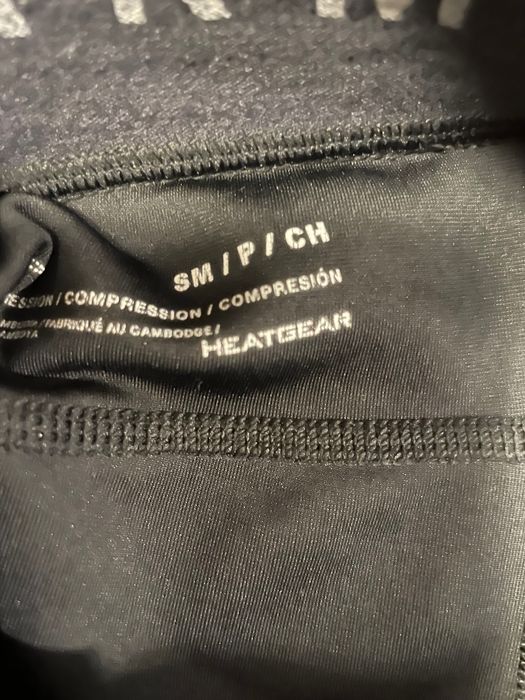 SM / P / CH
/ COMPRESSION / COMPRESIÓN
/FABRIQUÉ AU CAMBODGE/
HEATGEAR